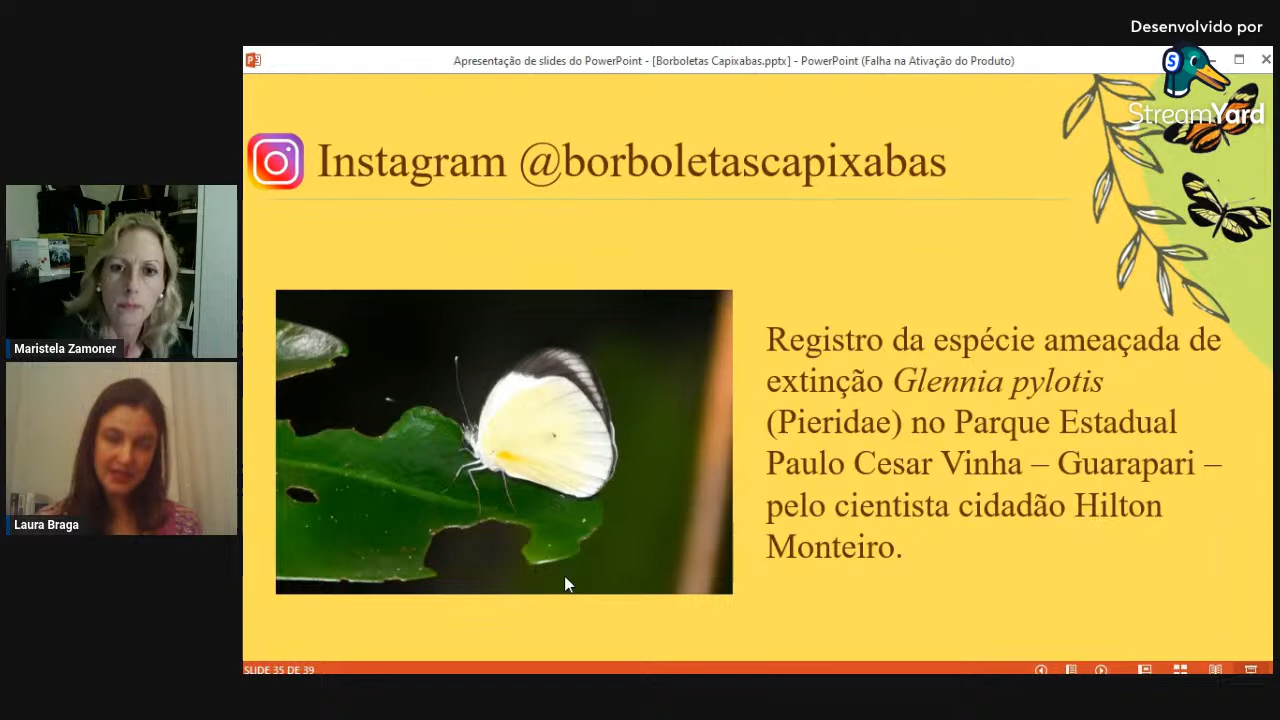 Desenvolvido por
StreamYard
Apresentação de slides do PowerPoint - [Borboletas Capixabas.pptx] - PowerPoint (Falha na Ativação do Produto)
Instagram @borboletascapixabas
Registro da espécie ameaçada de
extinção Glennia pylotis
(Pieridae) no Parque Estadual
Paulo Cesar Vinha – Guarapari –
pelo cientista cidadão Hilton
Monteiro.
Maristela Zamoner
Laura Braga
SLIDE 35 DE 39